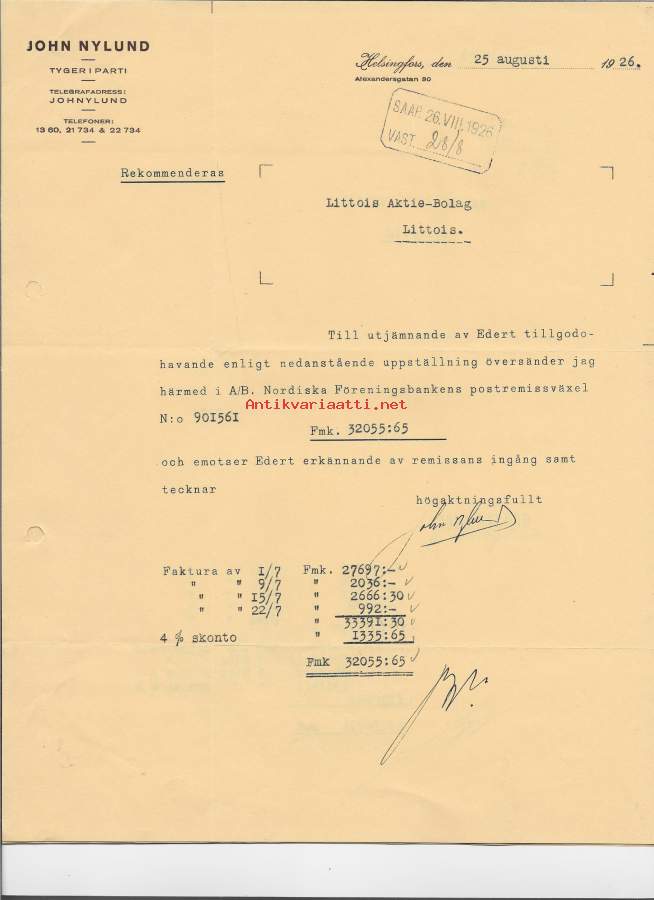 JOHN NYLUND
TYGER I PARTI
TELEGRAFADRESS:
JOHNYLUND
TELEFONER:
13 60, 21 734 & 22 734
Helsingfors, den 25 augusti 1926.
Alexandersgatan 50
SAAP. 26.VIII.1926
VAST. 28/8
Rekommenderas
Littois Aktie-Bolag
Littois.
Till utjämnande av Edert tillgodo-
havande enligt nedanstående uppställning översänder jag
härmed i A/B. Nordiska Föreningsbankens postremissväxel
Antikvariaatti.net
N:o 901561
Fmk. 32055:65
och emotser Edert erkännande av remissans ingång samt
tecknar
högaktningsfullt
John Nylund
Faktura av 1/7 Fmk. 27697:-
" " 9/7 " 2036:-
" " 15/7 " 2666:30
" " 22/7 " 992:-
" 33391:30
4 % skonto " 1335:65
Fmk 32055:65